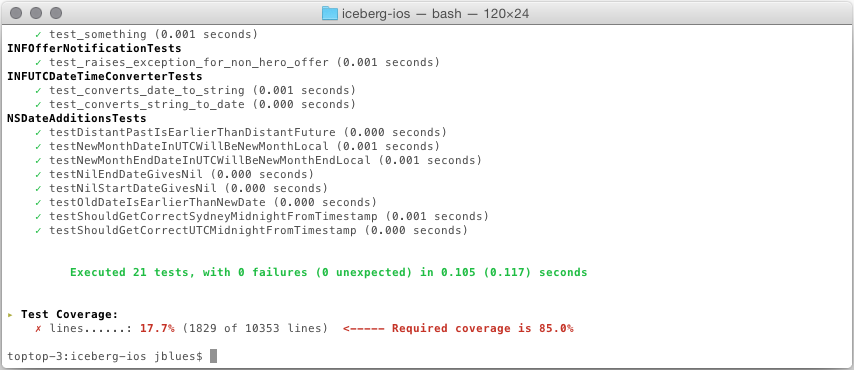 iceberg-ios — bash — 120×24
✓ test_something (0.001 seconds)
INFOfferNotificationTests
✓ test_raises_exception_for_non_hero_offer (0.001 seconds)
INFUTCDateTimeConverterTests
✓ test_converts_date_to_string (0.001 seconds)
✓ test_converts_string_to_date (0.000 seconds)
NSDateAdditionsTests
✓ testDistantPastIsEarlierThanDistantFuture (0.000 seconds)
✓ testNewMonthDateInUTCWillBeNewMonthLocal (0.001 seconds)
✓ testNewMonthEndDateInUTCWillBeNewMonthEndLocal (0.001 seconds)
✓ testNilEndDateGivesNil (0.000 seconds)
✓ testNilStartDateGivesNil (0.000 seconds)
✓ testOldDateIsEarlierThanNewDate (0.000 seconds)
✓ testShouldGetCorrectSydneyMidnightFromTimestamp (0.001 seconds)
✓ testShouldGetCorrectUTCMidnightFromTimestamp (0.000 seconds)
Executed 21 tests, with 0 failures (0 unexpected) in 0.105 (0.117) seconds
▸ Test Coverage:
✗ lines......: 17.7% (1829 of 10353 lines)  <----- Required coverage is 85.0%
toptop-3:iceberg-ios jblues$